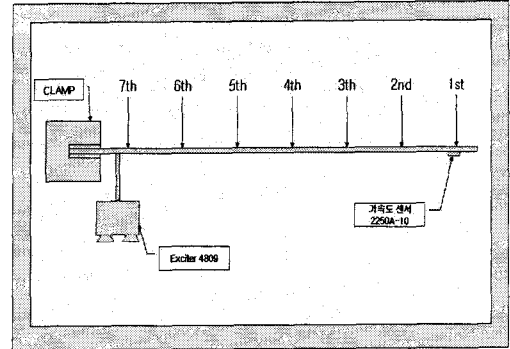 CLAMP
7th 6th 5th 4th 3th 2nd 1st
가속도 센서
2250A-10
Exciter 4809